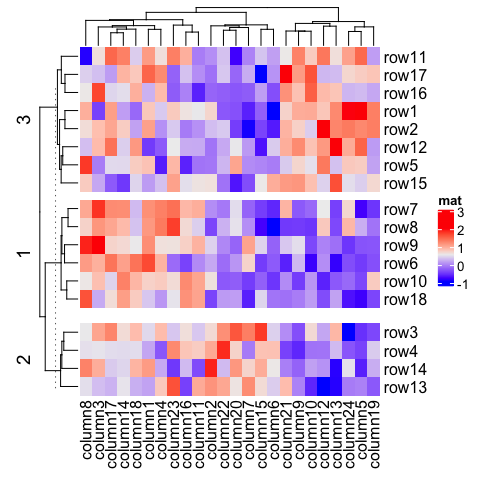 3
row11
row17
row16
row1
row2
row12
row5
row15
1
row7
row8
row9
row6
row10
row18
2
row3
row4
row14
row13
mat
3
2
1
0
-1
column8
column3
column17
column14
column18
column1
column4
column23
column16
column11
column2
column22
column20
column7
column15
column6
column21
column9
column10
column12
column13
column24
column5
column19